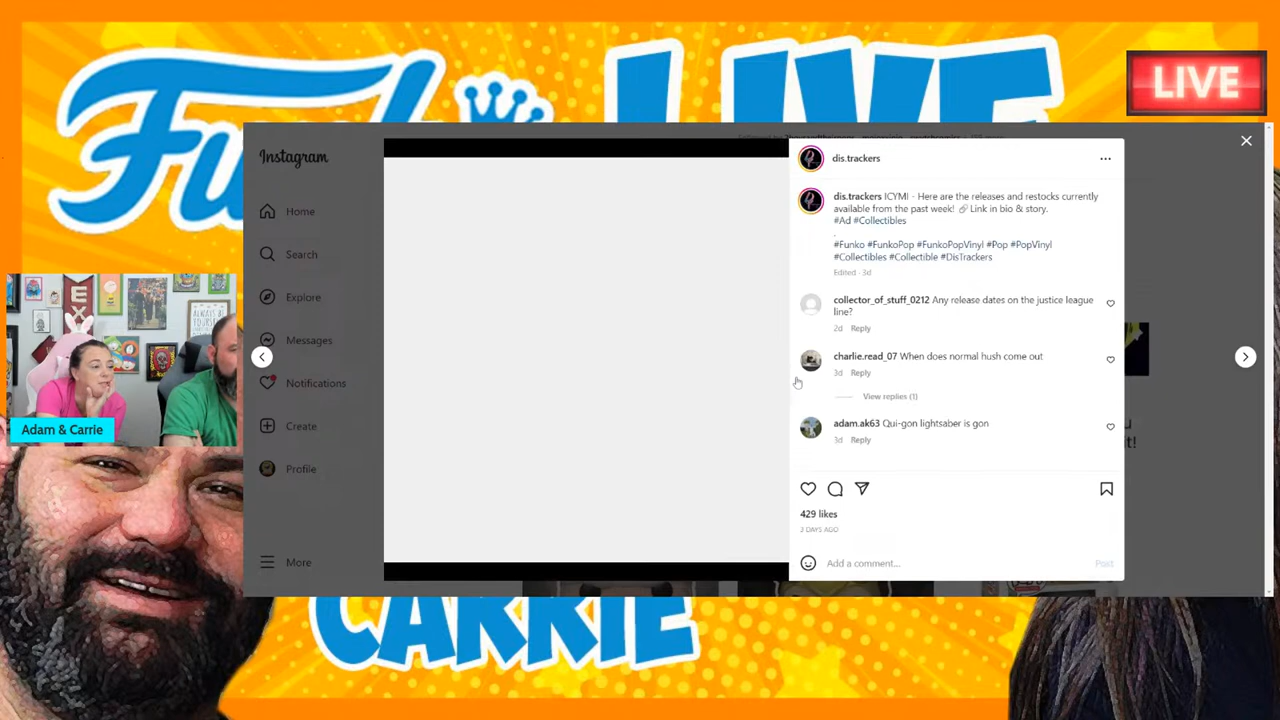 LIVE
LIVE
Instagram
Home
Search
Explore
Messages
Notifications
Create
Profile
More
dis.trackers
dis.trackers ICYMI - Here are the releases and restocks currently
available from the past week! 🔗 Link in bio & story.
#Ad #Collectibles
.
#Funko #FunkoPop #FunkoPopVinyl #Pop #PopVinyl
#Collectibles #Collectible #DisTrackers
Edited · 3d
collector_of_stuff_0212 Any release dates on the justice league
line?
2d Reply
charlie.read_07 When does normal hush come out
3d Reply
View replies (1)
adam.ak63 Qui-gon lightsaber is gon
3d Reply
429 likes
3 DAYS AGO
Add a comment...
Post
Adam & Carrie
CARRIE